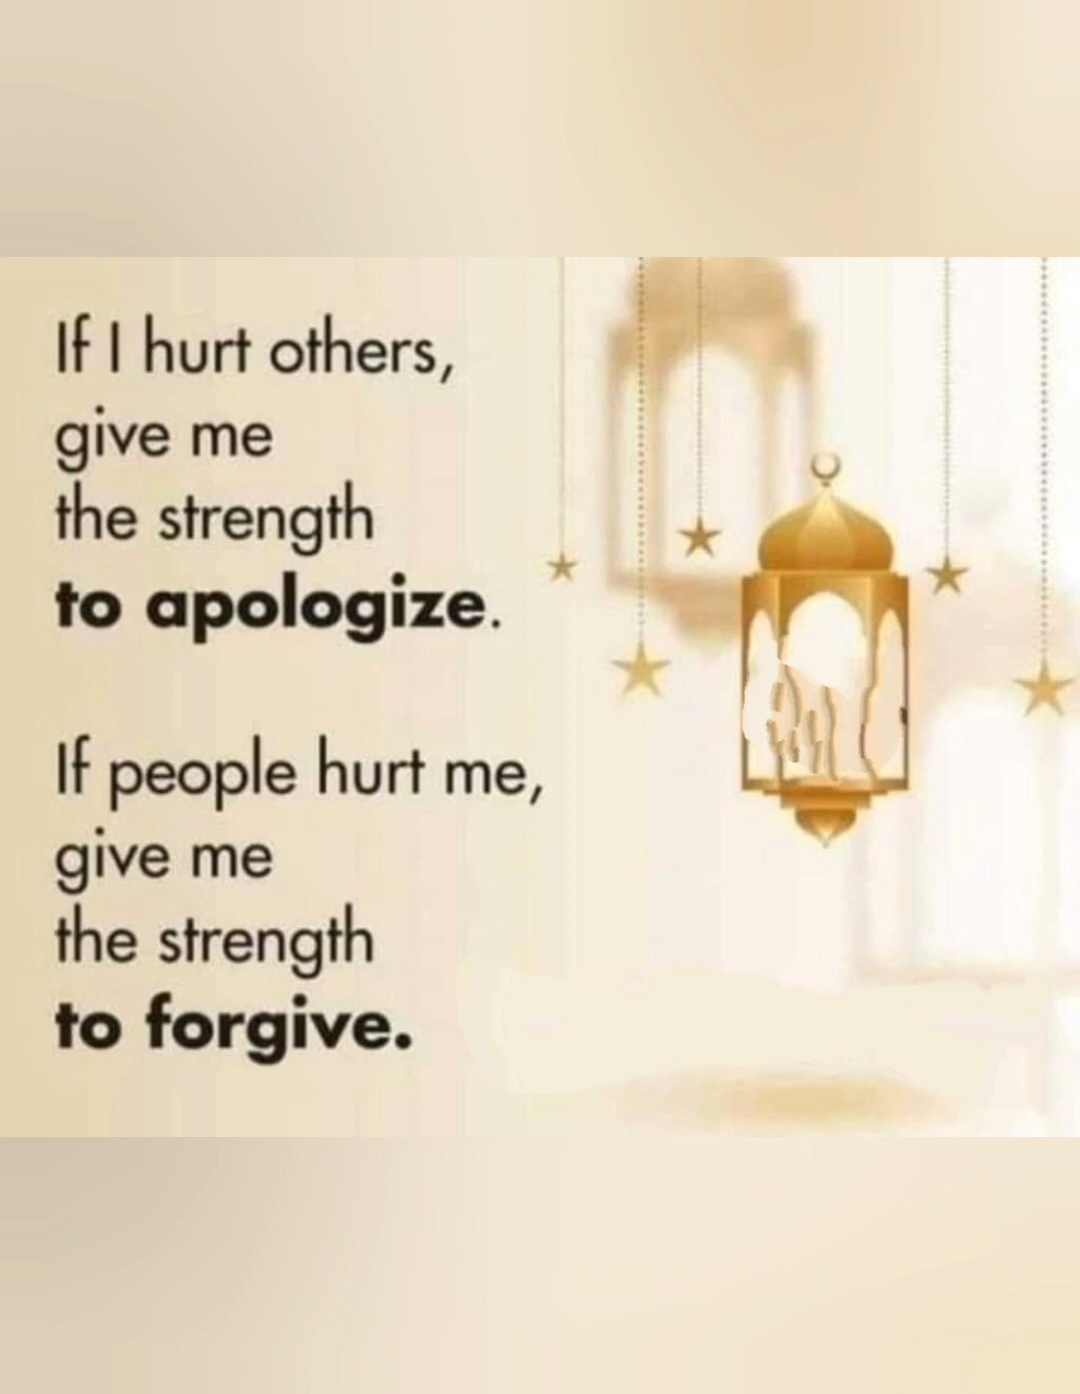 If I hurt others,
give me
the strength
to apologize.
If people hurt me,
give me
the strength
to forgive.